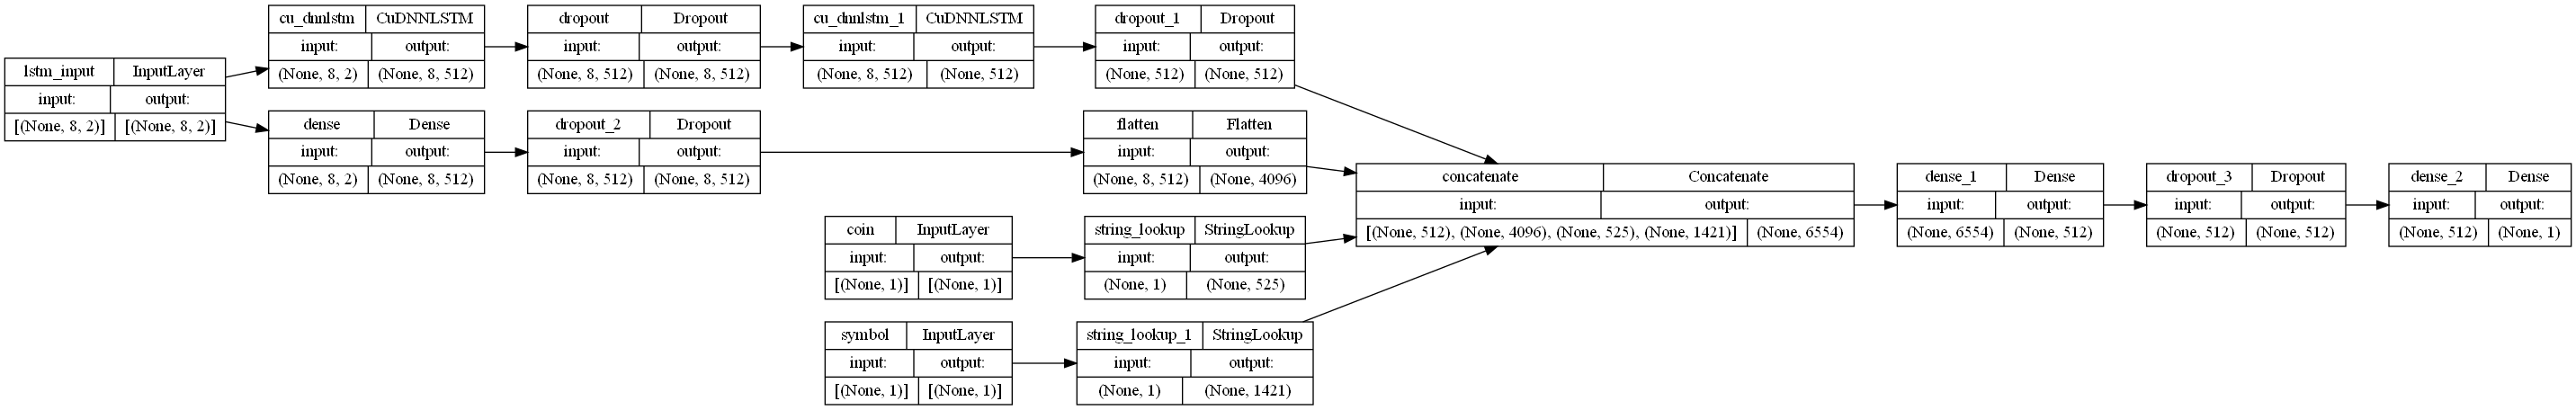 lstm_input InputLayer
input: output:
[(None, 8, 2)] [(None, 8, 2)]
cu_dnnlstm CuDNNLSTM
input: output:
(None, 8, 2) (None, 8, 512)
dropout Dropout
input: output:
(None, 8, 512) (None, 8, 512)
cu_dnnlstm_1 CuDNNLSTM
input: output:
(None, 8, 512) (None, 512)
dropout_1 Dropout
input: output:
(None, 512) (None, 512)
dense Dense
input: output:
(None, 8, 2) (None, 8, 512)
dropout_2 Dropout
input: output:
(None, 8, 512) (None, 8, 512)
flatten Flatten
input: output:
(None, 8, 512) (None, 4096)
coin InputLayer
input: output:
[(None, 1)] [(None, 1)]
string_lookup StringLookup
input: output:
(None, 1) (None, 525)
symbol InputLayer
input: output:
[(None, 1)] [(None, 1)]
string_lookup_1 StringLookup
input: output:
(None, 1) (None, 1421)
concatenate Concatenate
input: output:
[(None, 512), (None, 4096), (None, 525), (None, 1421)] (None, 6554)
dense_1 Dense
input: output:
(None, 6554) (None, 512)
dropout_3 Dropout
input: output:
(None, 512) (None, 512)
dense_2 Dense
input: output:
(None, 512) (None, 1)